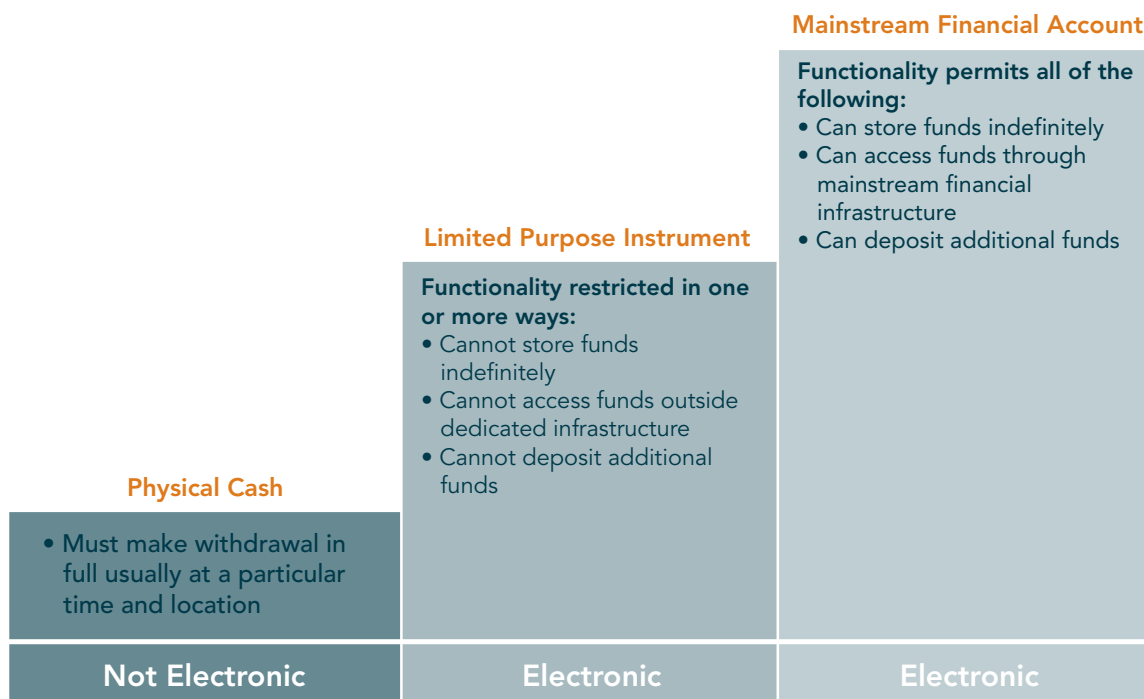 Mainstream Financial Account
Functionality permits all of the
following:
• Can store funds indefinitely
• Can access funds through
mainstream financial
infrastructure
• Can deposit additional funds
Limited Purpose Instrument
Functionality restricted in one
or more ways:
• Cannot store funds
indefinitely
• Cannot access funds outside
dedicated infrastructure
• Cannot deposit additional
funds
Physical Cash
• Must make withdrawal in
full usually at a particular
time and location
Not Electronic
Electronic
Electronic